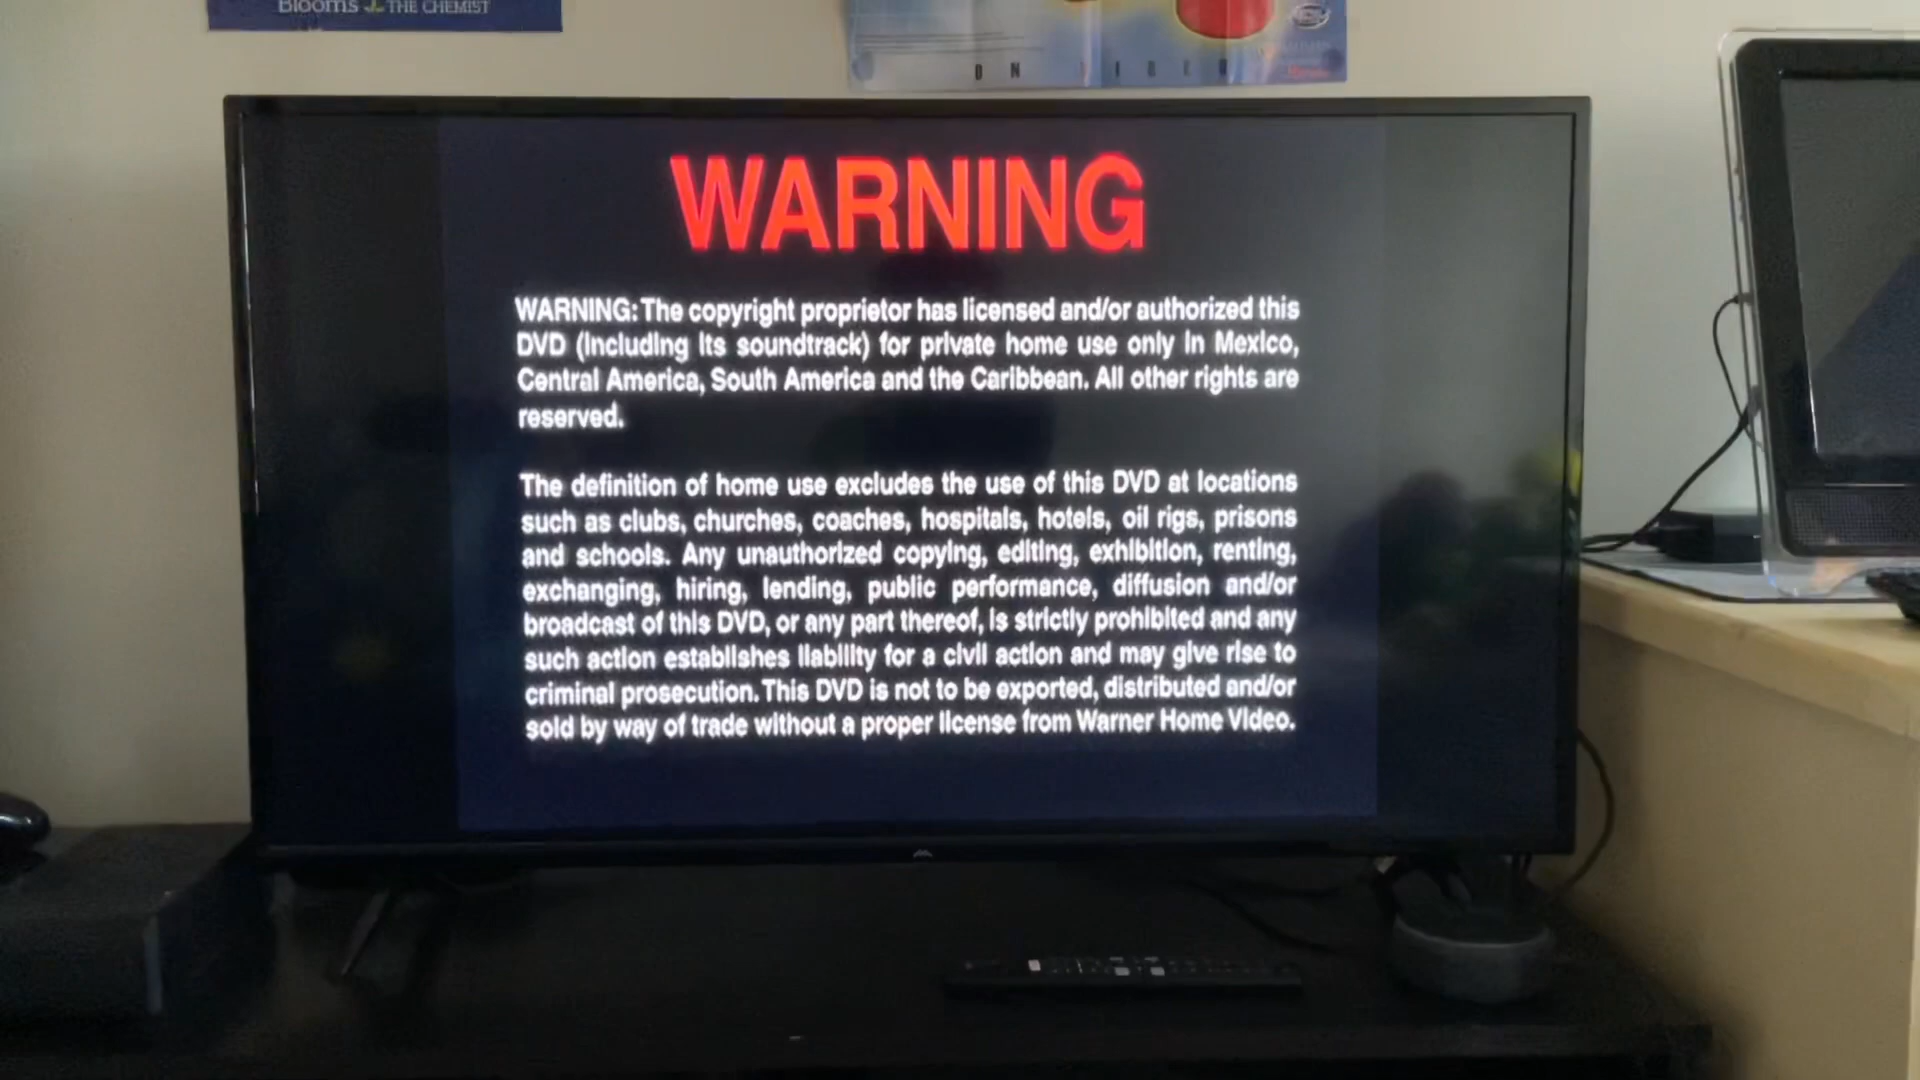 Blooms THE CHEMIST
WARNING
WARNING: The copyright proprietor has licensed and/or authorized this
DVD (including its soundtrack) for private home use only in Mexico,
Central America, South America and the Caribbean. All other rights are
reserved.
The definition of home use excludes the use of this DVD at locations
such as clubs, churches, coaches, hospitals, hotels, oil rigs, prisons
and schools. Any unauthorized copying, editing, exhibition, renting,
exchanging, hiring, lending, public performance, diffusion and/or
broadcast of this DVD, or any part thereof, is strictly prohibited and any
such action establishes liability for a civil action and may give rise to
criminal prosecution. This DVD is not to be exported, distributed and/or
sold by way of trade without a proper license from Warner Home Video.